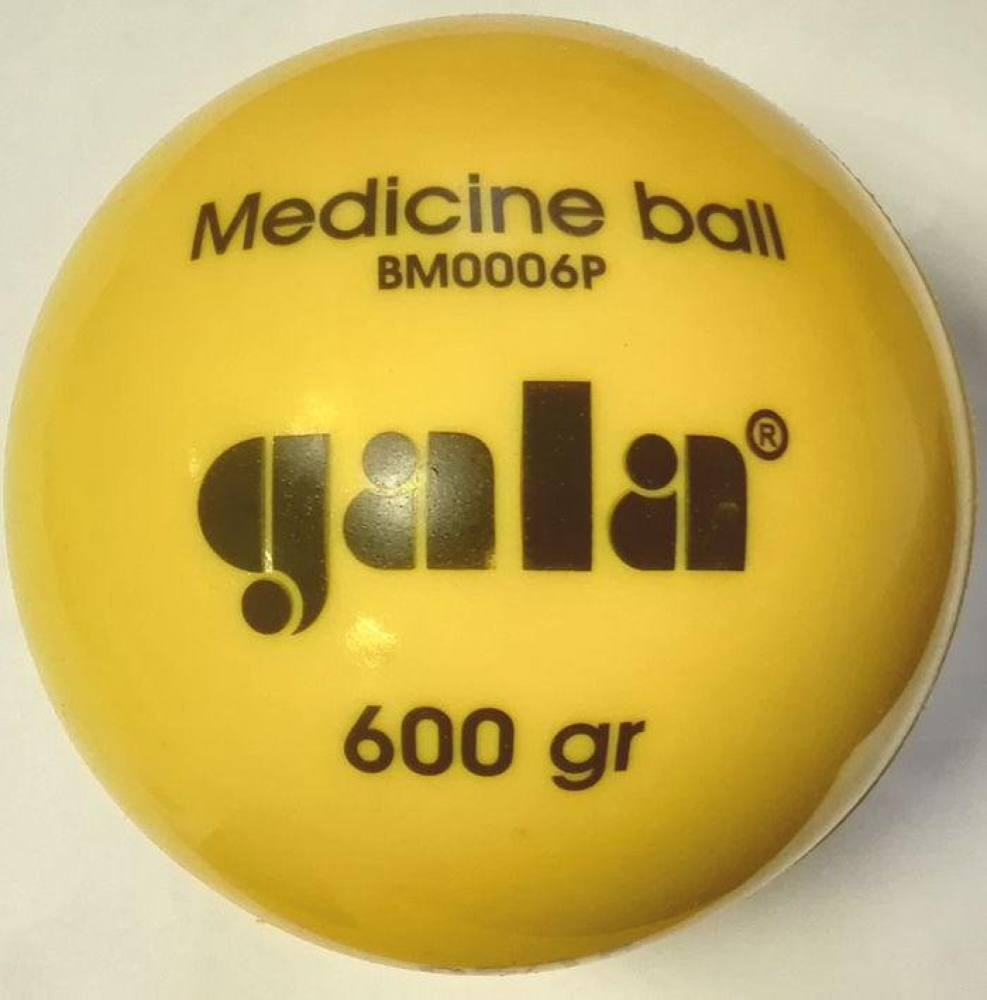 Medicine ball
BM0006P
gala®
600 gr